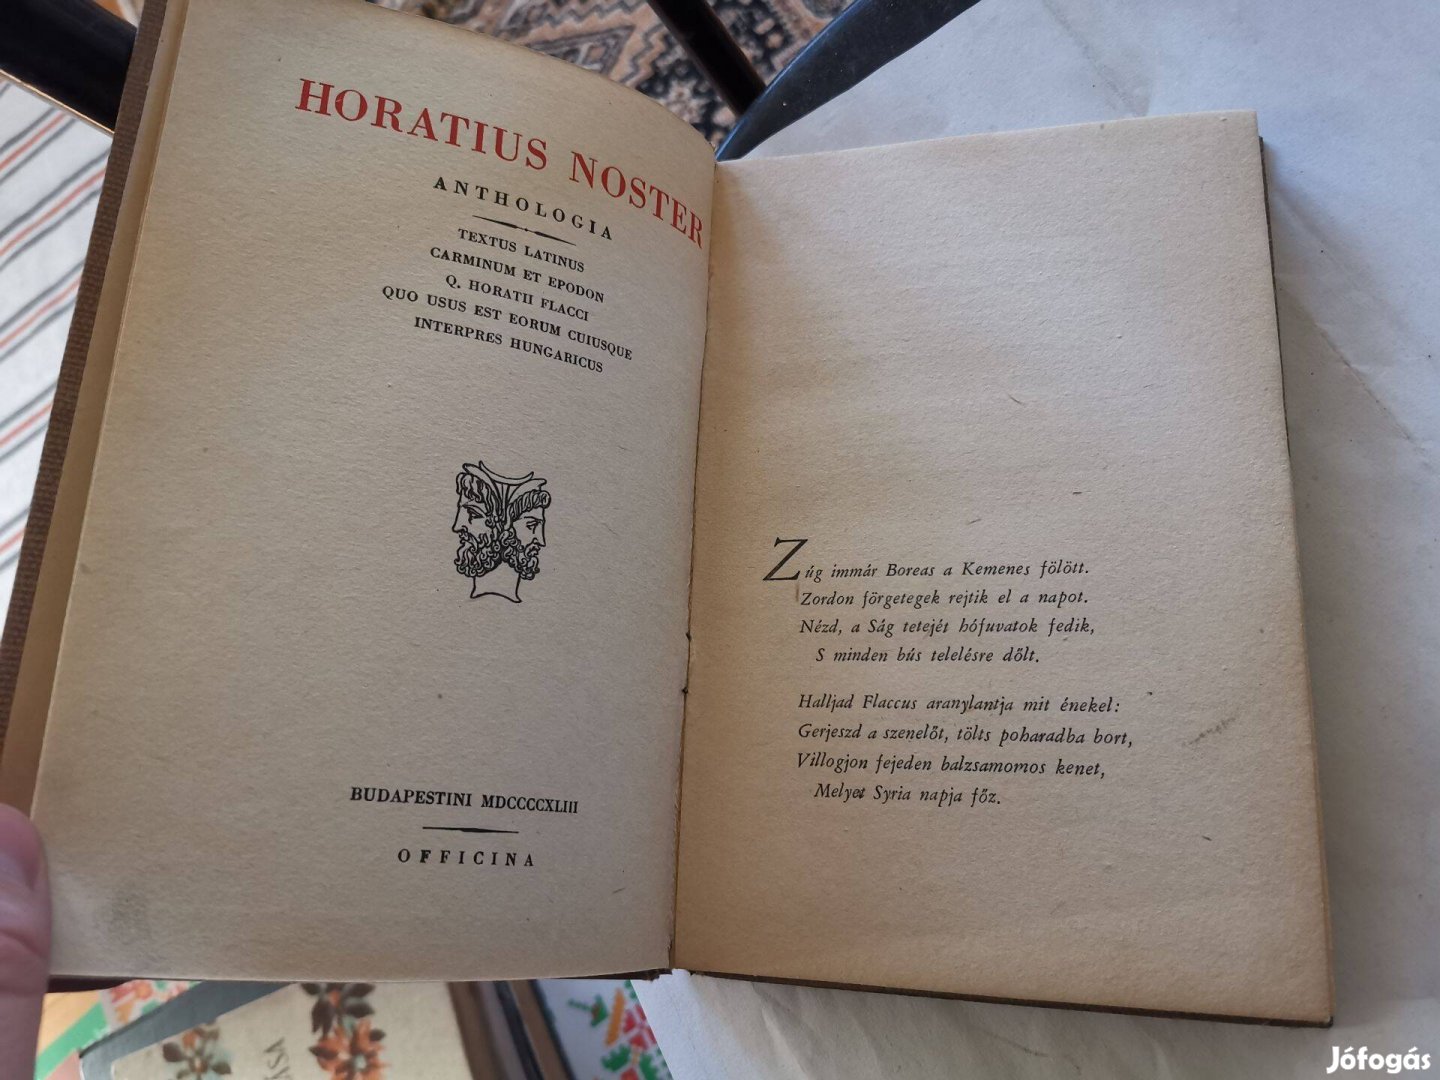 HORATIUS NOSTER
ANTHOLOGIA
TEXTUS LATINUS
CARMINUM ET EPODON
Q. HORATII FLACCI
QUO USUS EST EORUM CUIUSQUE
INTERPRES HUNGARICUS
BUDAPESTINI MDCCCCXLIII
OFFICINA
Zúg immár Boreas a Kemenes fölött.
Zordon förgetegek rejtik el a napot.
Nézd, a Ság tetejét hófuvatok fedik,
S minden bús telelésre dőlt.
Halljad Flaccus aranylantja mit énekel:
Gerjeszd a szenelőt, tölts poharadba bort,
Villogjon fejeden balzsamomos kenet,
Melyet Syria napja főz.
Jófogás